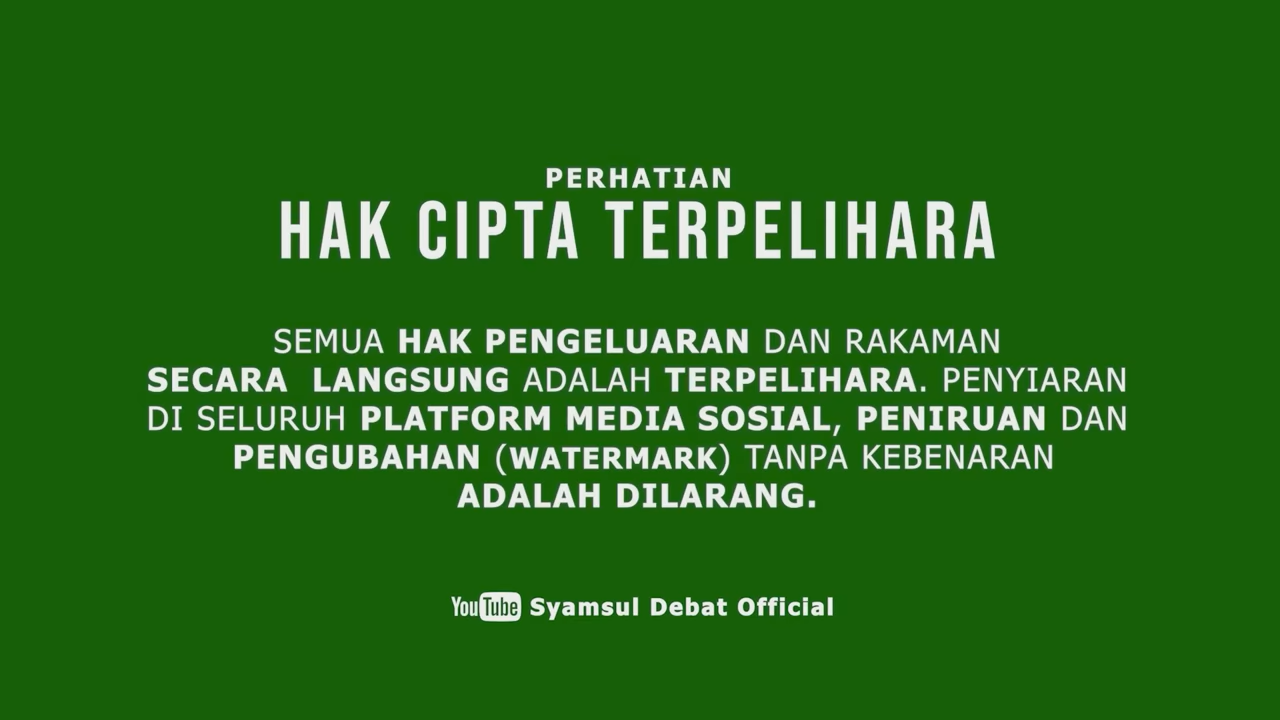 PERHATIAN
HAK CIPTA TERPELIHARA
SEMUA HAK PENGELUARAN DAN RAKAMAN
SECARA LANGSUNG ADALAH TERPELIHARA. PENYIARAN
DI SELURUH PLATFORM MEDIA SOSIAL, PENIRUAN DAN
PENGUBAHAN (WATERMARK) TANPA KEBENARAN
ADALAH DILARANG.
YouTube Syamsul Debat Official